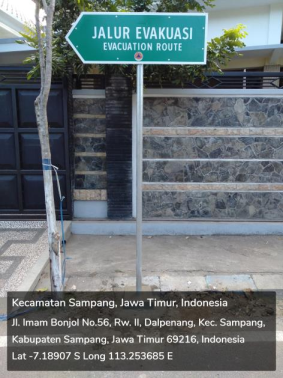 JALUR EVAKUASI
EVACUATION ROUTE
Kecamatan Sampang, Jawa Timur, Indonesia
Jl. Imam Bonjol No.56, Rw. II, Dalpenang, Kec. Sampang,
Kabupaten Sampang, Jawa Timur 69216, Indonesia
Lat -7.18907 S Long 113.253685 E